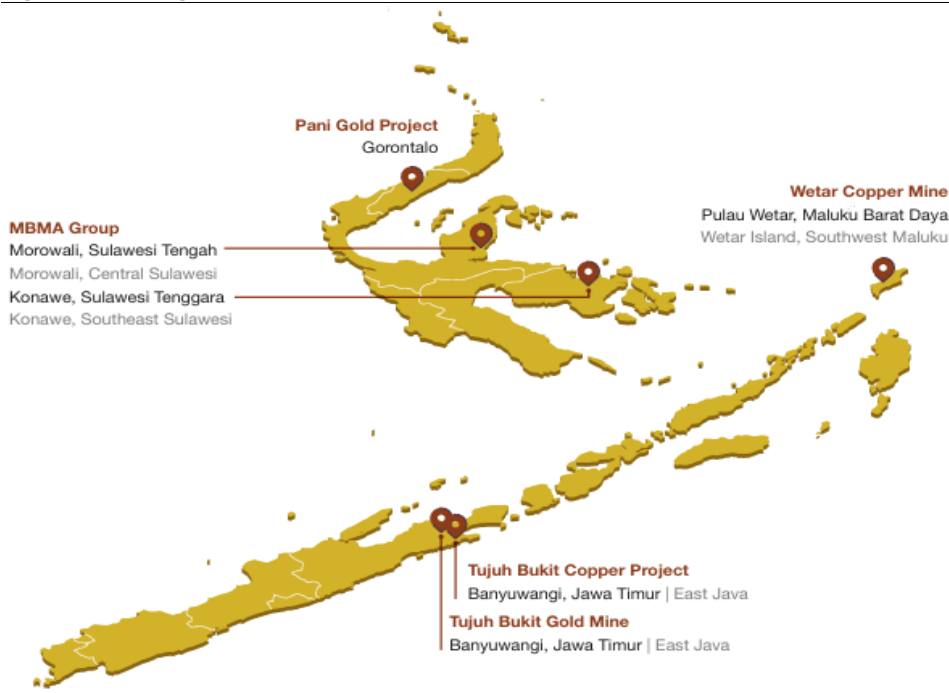 Pani Gold Project
Gorontalo
Wetar Copper Mine
Pulau Wetar, Maluku Barat Daya
Wetar Island, Southwest Maluku
MBMA Group
Morowali, Sulawesi Tengah
Morowali, Central Sulawesi
Konawe, Sulawesi Tenggara
Konawe, Southeast Sulawesi
Tujuh Bukit Copper Project
Banyuwangi, Jawa Timur | East Java
Tujuh Bukit Gold Mine
Banyuwangi, Jawa Timur | East Java